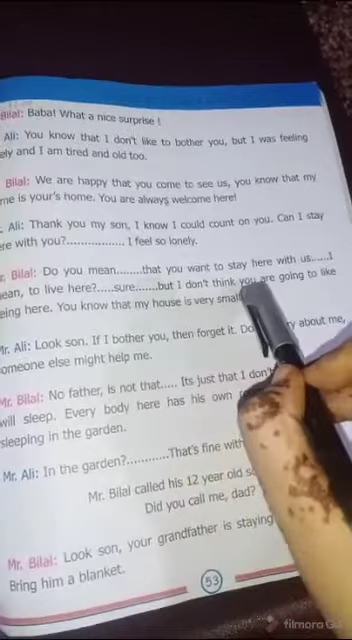 Bilal: Baba! What a nice surprise !
Ali: You know that I don't like to bother you, but I was feeling
ely and I am tired and old too.
Bilal: We are happy that you come to see us, you know that my
me is your's home. You are always welcome here!
. Ali: Thank you my son, I know I could count on you. Can I stay
re with you?................. I feel so lonely.
r. Bilal: Do you mean........that you want to stay here with us......I
ean, to live here?.....sure.......but I don't think you are going to like
eing here. You know that my house is very small
Mr. Ali: Look son. If I bother you, then forget it. Do ry about me,
omeone else might help me.
Mr. Bilal: No father, is not that..... Its just that I don't
will sleep. Every body here has his own
sleeping in the garden.
Mr. Ali: In the garden?............That's fine with
Mr. Bilal called his 12 year old s
Did you call me, dad?
Mr. Bilal: Look son, your grandfather is staying
Bring him a blanket.
53
filmora